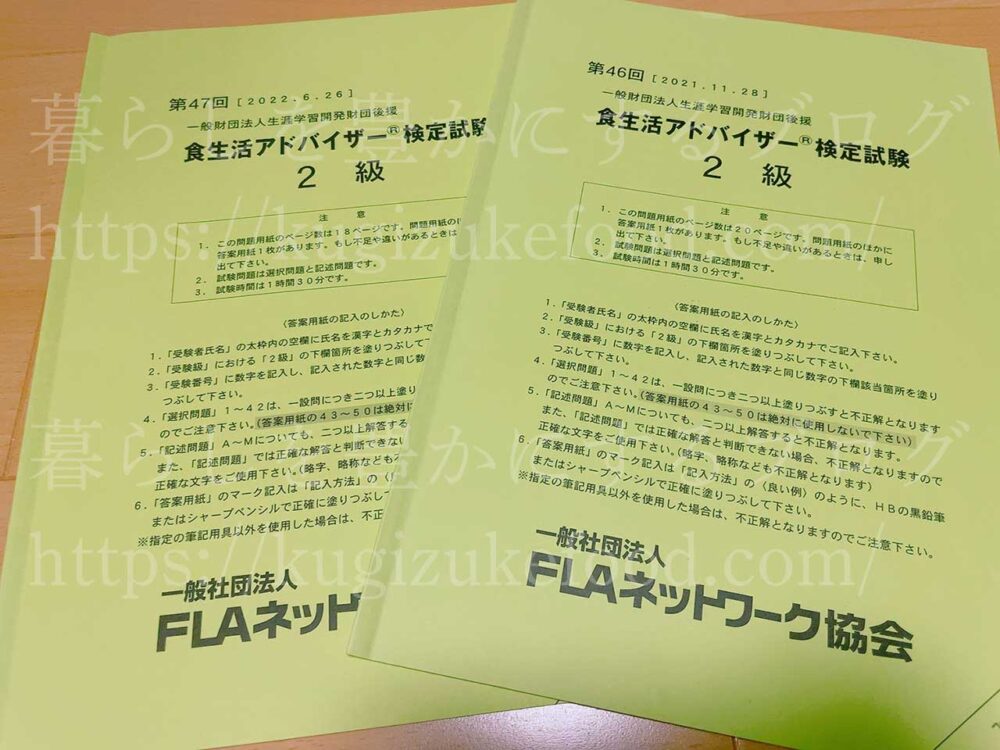 第47回[2022.6.26]
一般財団法人生涯学習開発財団後援
食生活アドバイザー®検定試験
2 級
注 意
1. この問題用紙のページ数は18ページです。問題用紙のほ
答案用紙1枚があります。もし不足や違いがあるときは
出て下さい。
2. 試験問題は選択問題と記述問題です。
3. 試験時間は1時間30分です。
〈答案用紙の記入のしかた〉
1.「受験者氏名」の太枠内の空欄に氏名を漢字とカタカナで
2.「受験級」における「2級」の下欄箇所を塗りつぶして下
3.「受験番号」に数字を記入し、記入された数字と同じ数
つぶして下さい。
4.「選択問題」1~42は、一設問につき二つ以上塗り
のでご注意下さい。(答案用紙の43~50は絶対に
5.「記述問題」A~Mについても、二つ以上解答する
また、「記述問題」では正確な解答と判断できない
正確な文字をご使用下さい。(略字、略称なども不
6.「答案用紙」のマーク記入は「記入方法」の〈
またはシャープペンシルで正確に塗りつぶして
※指定の筆記用具以外を使用した場合は、不正
一般社団法人
FLAネット
第46回[2021.11.28]
一般財団法人生涯学習開発財団後援
食生活アドバイザー®検定試験
2 級
注 意
1. この問題用紙のページ数は20ページです。問題用紙のほかに
答案用紙1枚があります。もし不足や違いがあるときは、申し
出て下さい。
2. 試験問題は選択問題と記述問題です。
3. 試験時間は1時間30分です。
〈答案用紙の記入のしかた〉
1.「受験者氏名」の太枠内の空欄に氏名を漢字とカタカナでご記入下さい。
2.「受験級」における「2級」の下欄箇所を塗りつぶして下さい。
3.「受験番号」に数字を記入し、記入された数字と同じ数字の下欄該当箇所を塗り
つぶして下さい。
4.「選択問題」1~42は、一設問につき二つ以上塗りつぶすと不正解となります
のでご注意下さい。(答案用紙の43~50は絶対に使用しないで下さい)
5.「記述問題」A~Mについても、二つ以上解答すると不正解となります。
また、「記述問題」では正確な解答と判断できない場合、不正解となりますので
正確な文字をご使用下さい。(略字、略称なども不正解となります)
6.「答案用紙」のマーク記入は「記入方法」の〈良い例〉のように、HBの黒鉛筆
またはシャープペンシルで正確に塗りつぶして下さい。
※指定の筆記用具以外を使用した場合は、不正解となりますのでご注意下さい。
一般社団法人
FLAネットワーク協会
暮らしを豊かにするブログ
https://kugizukefood.com/
暮らしを豊かにするブログ
https://kugizukefood.com/